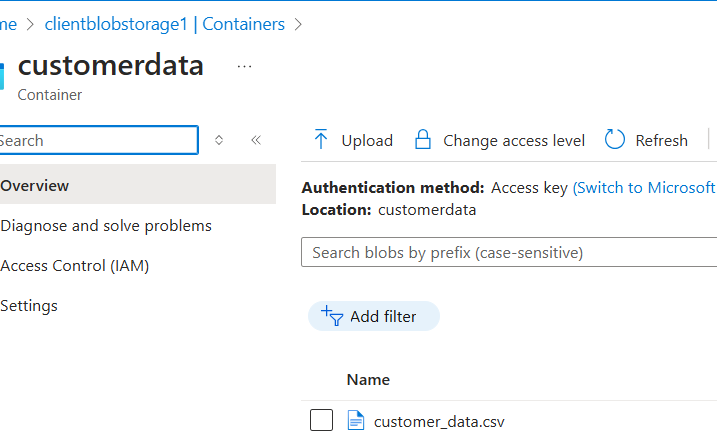 me > clientblobstorage1 | Containers >
customerdata ...
Container
Search
Upload Change access level Refresh
Overview
Authentication method: Access key (Switch to Microsoft
Location: customerdata
Diagnose and solve problems
Search blobs by prefix (case-sensitive)
Access Control (IAM)
Settings
Add filter
Name
customer_data.csv